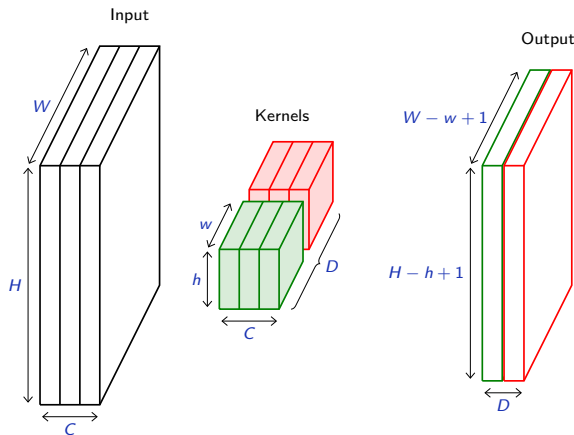 Input
W
H
C
Kernels
w
h
C
D
Output
W − w + 1
H − h + 1
D